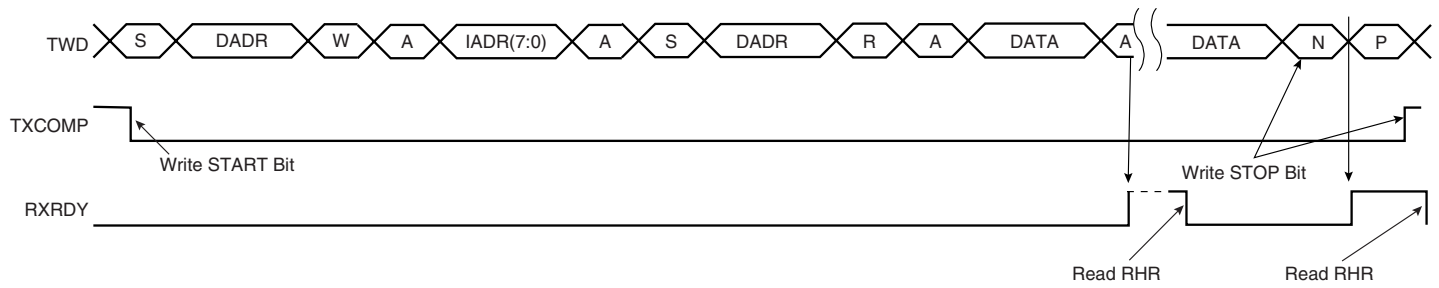 TWD S DADR W A IADR(7:0) A S DADR R A DATA A DATA N P
TXCOMP
Write START Bit
Write STOP Bit
RXRDY
Read RHR Read RHR